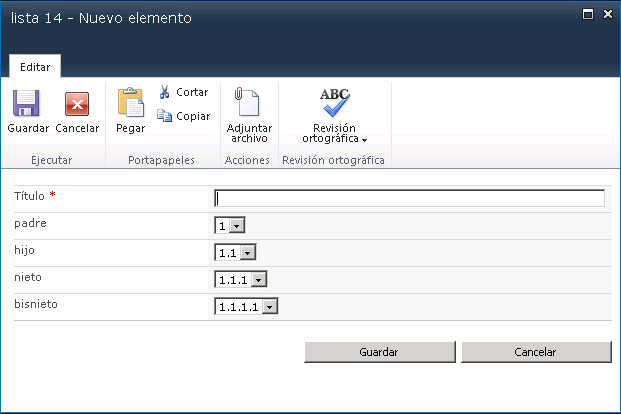 lista 14 - Nuevo elemento
Editar
Guardar
Cancelar
Pegar
Cortar
Copiar
Adjuntar
archivo
ABC
Revisión
ortográfica
Ejecutar
Portapapeles
Acciones
Revisión ortográfica
Título *
padre
1
hijo
1.1
nieto
1.1.1
bisnieto
1.1.1.1
Guardar
Cancelar